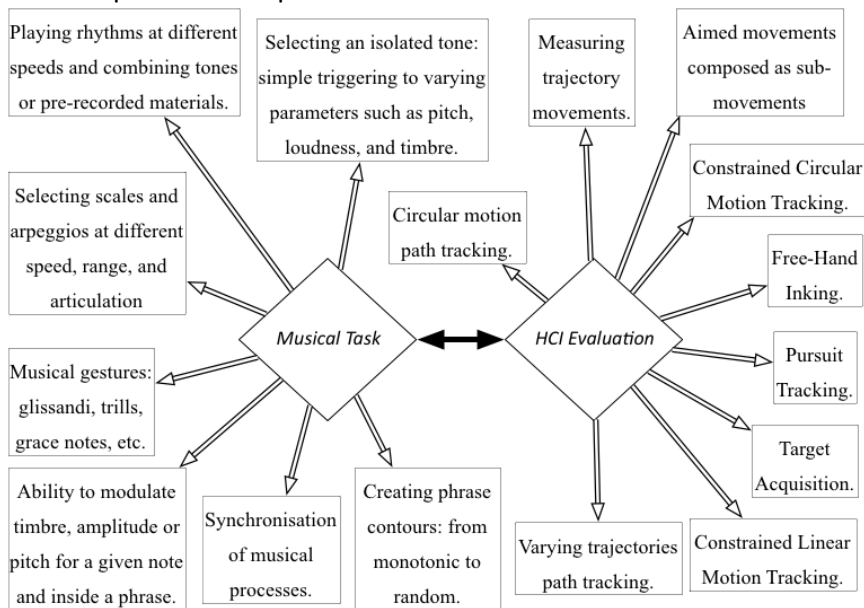 Playing rhythms at different
speeds and combining tones
or pre-recorded materials.
Selecting an isolated tone:
simple triggering to varying
parameters such as pitch,
loudness, and timbre.
Measuring
trajectory
movements.
Aimed movements
composed as sub-
movements
Selecting scales and
arpeggios at different
speed, range, and
articulation
Circular motion
path tracking.
Constrained Circular
Motion Tracking.
Free-Hand
Inking.
Musical Task
HCI Evaluation
Musical gestures:
glissandi, trills,
grace notes, etc.
Pursuit
Tracking.
Target
Acquisition.
Ability to modulate
timbre, amplitude or
pitch for a given note
and inside a phrase.
Synchronisation
of musical
processes.
Creating phrase
contours: from
monotonic to
random.
Varying trajectories
path tracking.
Constrained Linear
Motion Tracking.